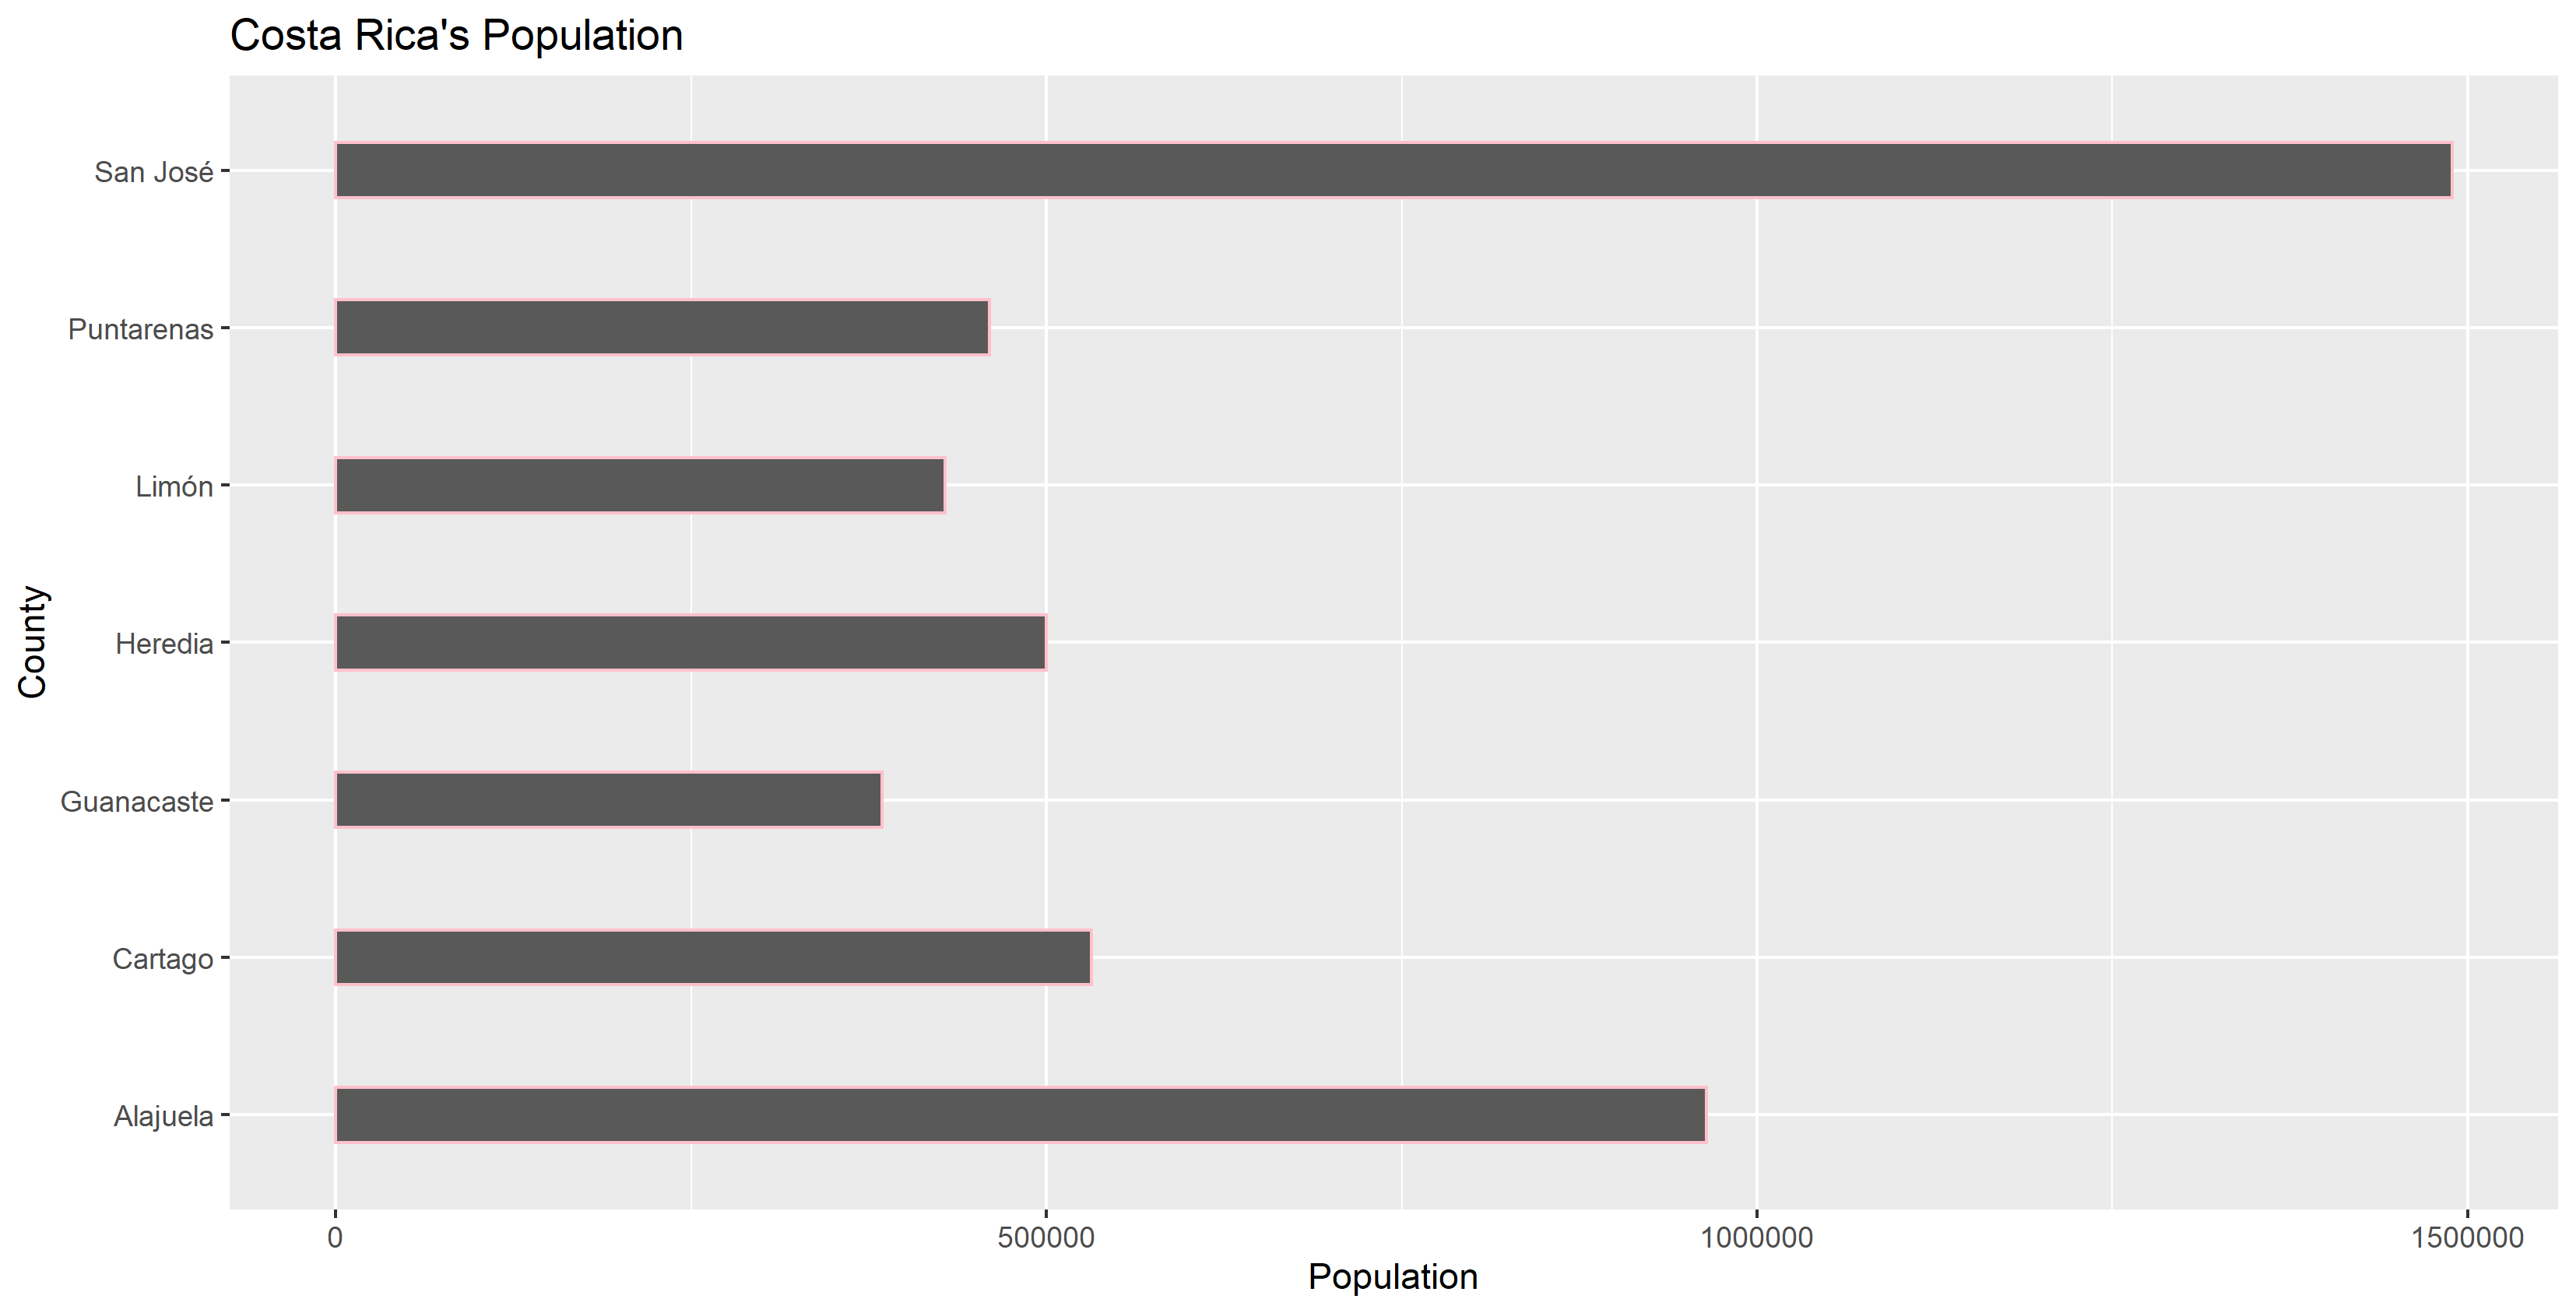 Costa Rica's Population
San José
Puntarenas
Limón
Heredia
Guanacaste
Cartago
Alajuela
County
0 500000 1000000 1500000
Population